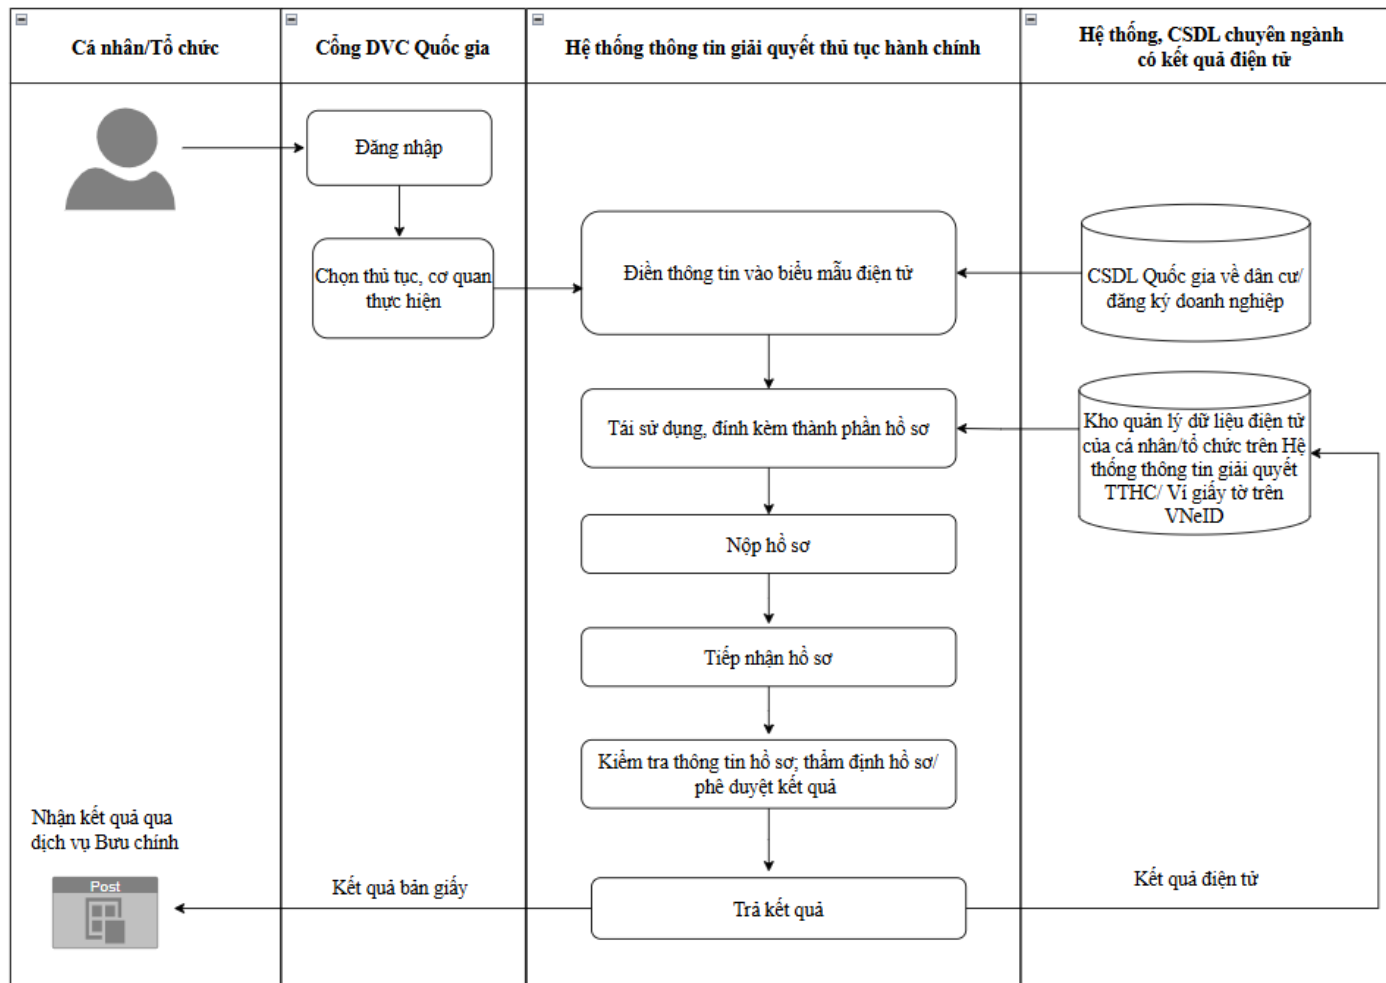 Cá nhân/Tổ chức
Cổng DVC Quốc gia
Hệ thống thông tin giải quyết thủ tục hành chính
Hệ thống, CSDL chuyên ngành
có kết quả điện tử
Đăng nhập
Chọn thủ tục, cơ quan
thực hiện
Điền thông tin vào biểu mẫu điện tử
CSDL Quốc gia về dân cư/
đăng ký doanh nghiệp
Tái sử dụng, đính kèm thành phần hồ sơ
Kho quản lý dữ liệu điện tử
của cá nhân/tổ chức trên Hệ
thống thông tin giải quyết
TTHC/ Ví giấy tờ trên
VNeID
Nộp hồ sơ
Tiếp nhận hồ sơ
Kiểm tra thông tin hồ sơ; thẩm định hồ sơ/
phê duyệt kết quả
Nhận kết quả qua
dịch vụ Bưu chính
Post
Kết quả bản giấy
Trả kết quả
Kết quả điện tử